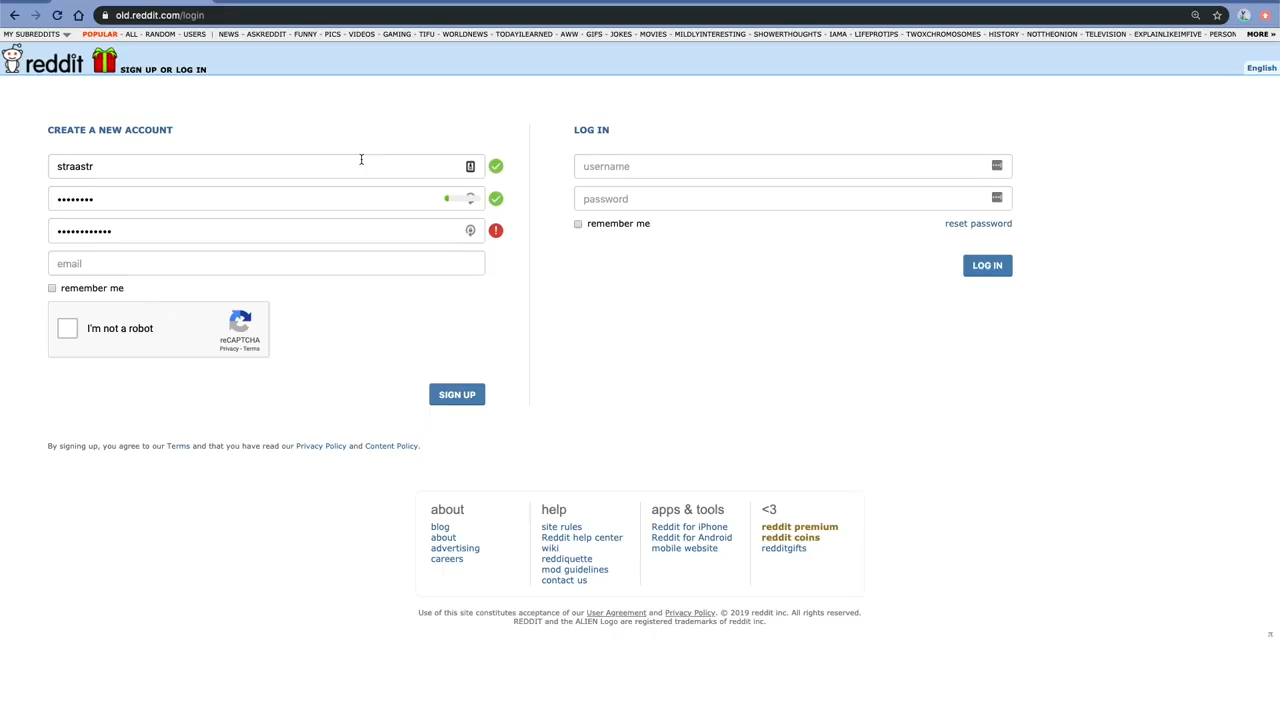 old.reddit.com/login
MY SUBREDDITS POPULAR - ALL - RANDOM - USERS | NEWS - ASKREDDIT - FUNNY - PICS - VIDEOS - GAMING - TIFU - WORLDNEWS - TODAYILEARNED - AWW - GIFS - JOKES - MOVIES - MILDLYINTERESTING - SHOWERTHOUGHTS - IAMA - LIFEPROTIPS - TWOXCHROMOSOMES - HISTORY - NOTTHEONION - TELEVISION - EXPLAINLIKEIMFIVE - PERSON MORE »
reddit SIGN UP OR LOG IN
English
CREATE A NEW ACCOUNT
straastr
email
remember me
I'm not a robot
reCAPTCHA
Privacy - Terms
SIGN UP
By signing up, you agree to our Terms and that you have read our Privacy Policy and Content Policy.
LOG IN
username
password
remember me reset password
LOG IN
about
blog
about
advertising
careers
help
site rules
Reddit help center
wiki
reddiquette
mod guidelines
contact us
apps & tools
Reddit for iPhone
Reddit for Android
mobile website
<3
reddit premium
reddit coins
redditgifts
Use of this site constitutes acceptance of our User Agreement and Privacy Policy. © 2019 reddit inc. All rights reserved.
REDDIT and the ALIEN Logo are registered trademarks of reddit inc.
π